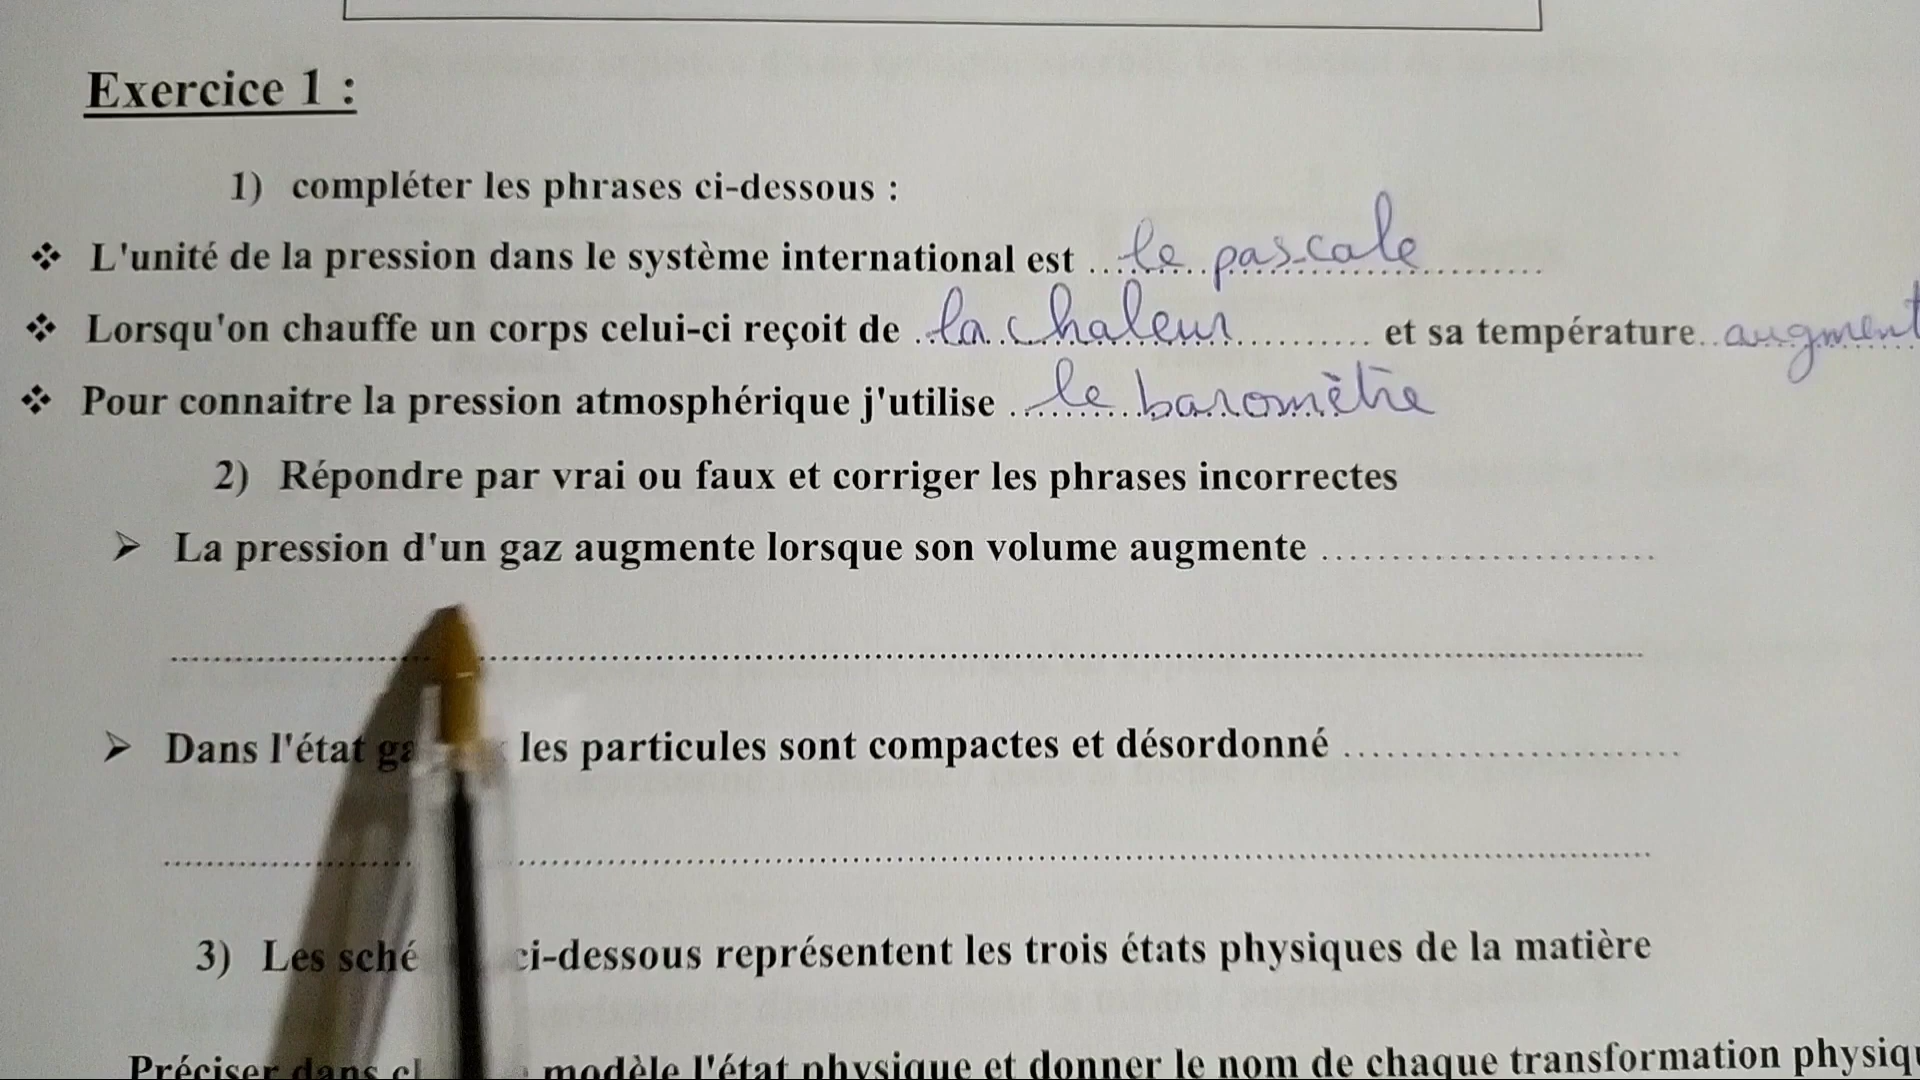 Exercice 1 :
1) compléter les phrases ci-dessous :
❖ L'unité de la pression dans le système international est ....le pascale..........
❖ Lorsqu'on chauffe un corps celui-ci reçoit de ..la chaleur.......... et sa température..augment
❖ Pour connaitre la pression atmosphérique j'utilise ....le baromètre
2) Répondre par vrai ou faux et corriger les phrases incorrectes
➢ La pression d'un gaz augmente lorsque son volume augmente ..............................
➢ Dans l'état les particules sont compactes et désordonné ..............................
3) Les ci-dessous représentent les trois états physiques de la matière
Préciser dans modèle l'état physique et donner le nom de chaque transformation